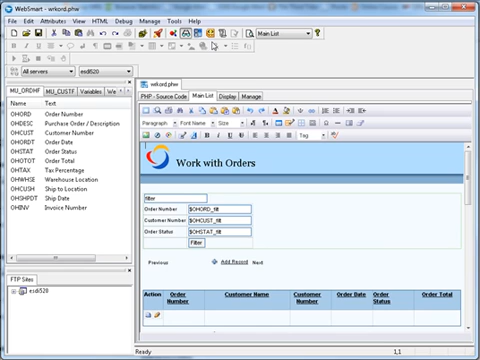 WebSmart - wrkord.phw
File Edit Attributes View HTML Debug Manage Tools Help
Main List
All servers esdi520
MU_ORDHF MU_CUSTF Variables
Name Text
OHORD Order Number
OHDESC Purchase Order / Description
OHCUST Customer Number
OHORDT Order Date
OHSTAT Order Status
OHTOT Order Total
OHTAX Tax Percentage
OHWHSE Warehouse Location
OHCUSH Ship to Location
OHSHPDT Ship Date
OHINV Invoice Number
FTP Sites
esdi520
wrkord.phw
PHP - Source Code Main List Display Manage
Paragraph Font Name Size
Tag
Work with Orders
filter
Order Number $OHORD_filt
Customer Number $OHCUST_filt
Order Status $OHSTAT_filt
Filter
Previous Add Record Next
Action Order Number Customer Name Customer Number Order Date Order Status Order Total
Ready 1,1